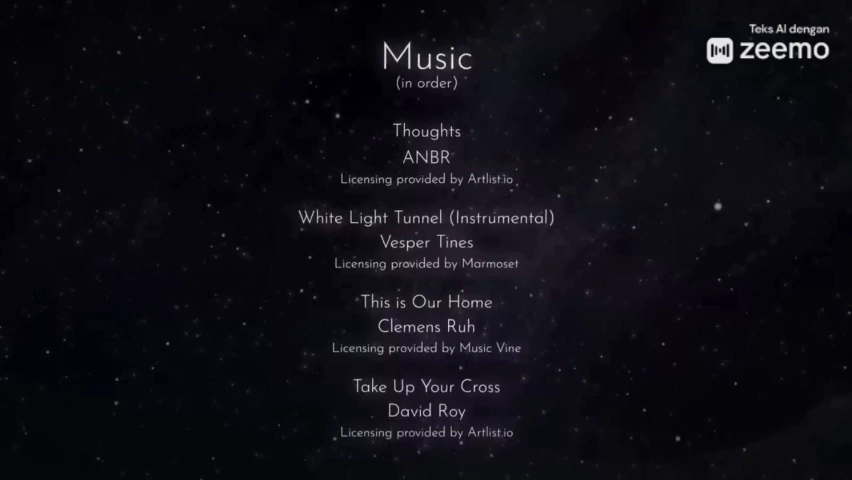 Teks AI dengan
zeemo
Music
(in order)
Thoughts
ANBR
Licensing provided by Artlist.io
White Light Tunnel (Instrumental)
Vesper Tines
Licensing provided by Marmoset
This is Our Home
Clemens Ruh
Licensing provided by Music Vine
Take Up Your Cross
David Roy
Licensing provided by Artlist.io